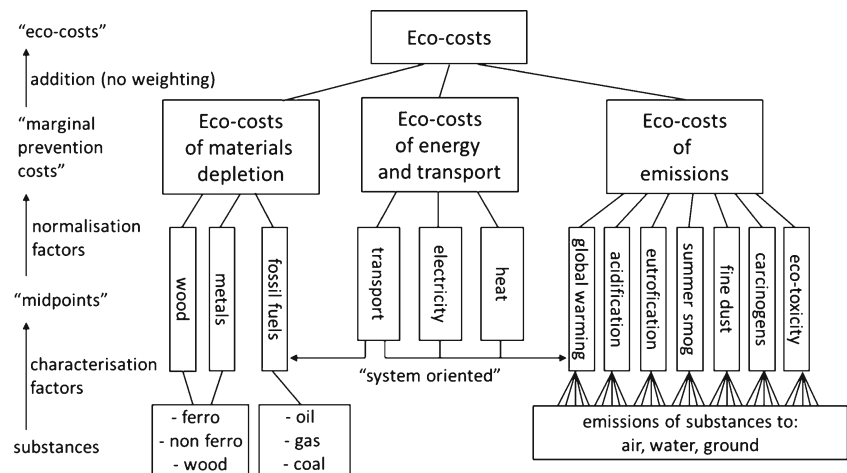 "eco-costs"
addition (no weighting)
"marginal
prevention
costs"
normalisation
factors
"midpoints"
characterisation
factors
substances
Eco-costs
Eco-costs
of materials
depletion
Eco-costs
of energy
and transport
Eco-costs
of
emissions
wood
metals
fossil fuels
transport
electricity
heat
global warming
acidification
eutrofication
summer smog
fine dust
carcinogens
eco-toxicity
"system oriented"
- ferro
- non ferro
- wood
- oil
- gas
- coal
emissions of substances to:
air, water, ground